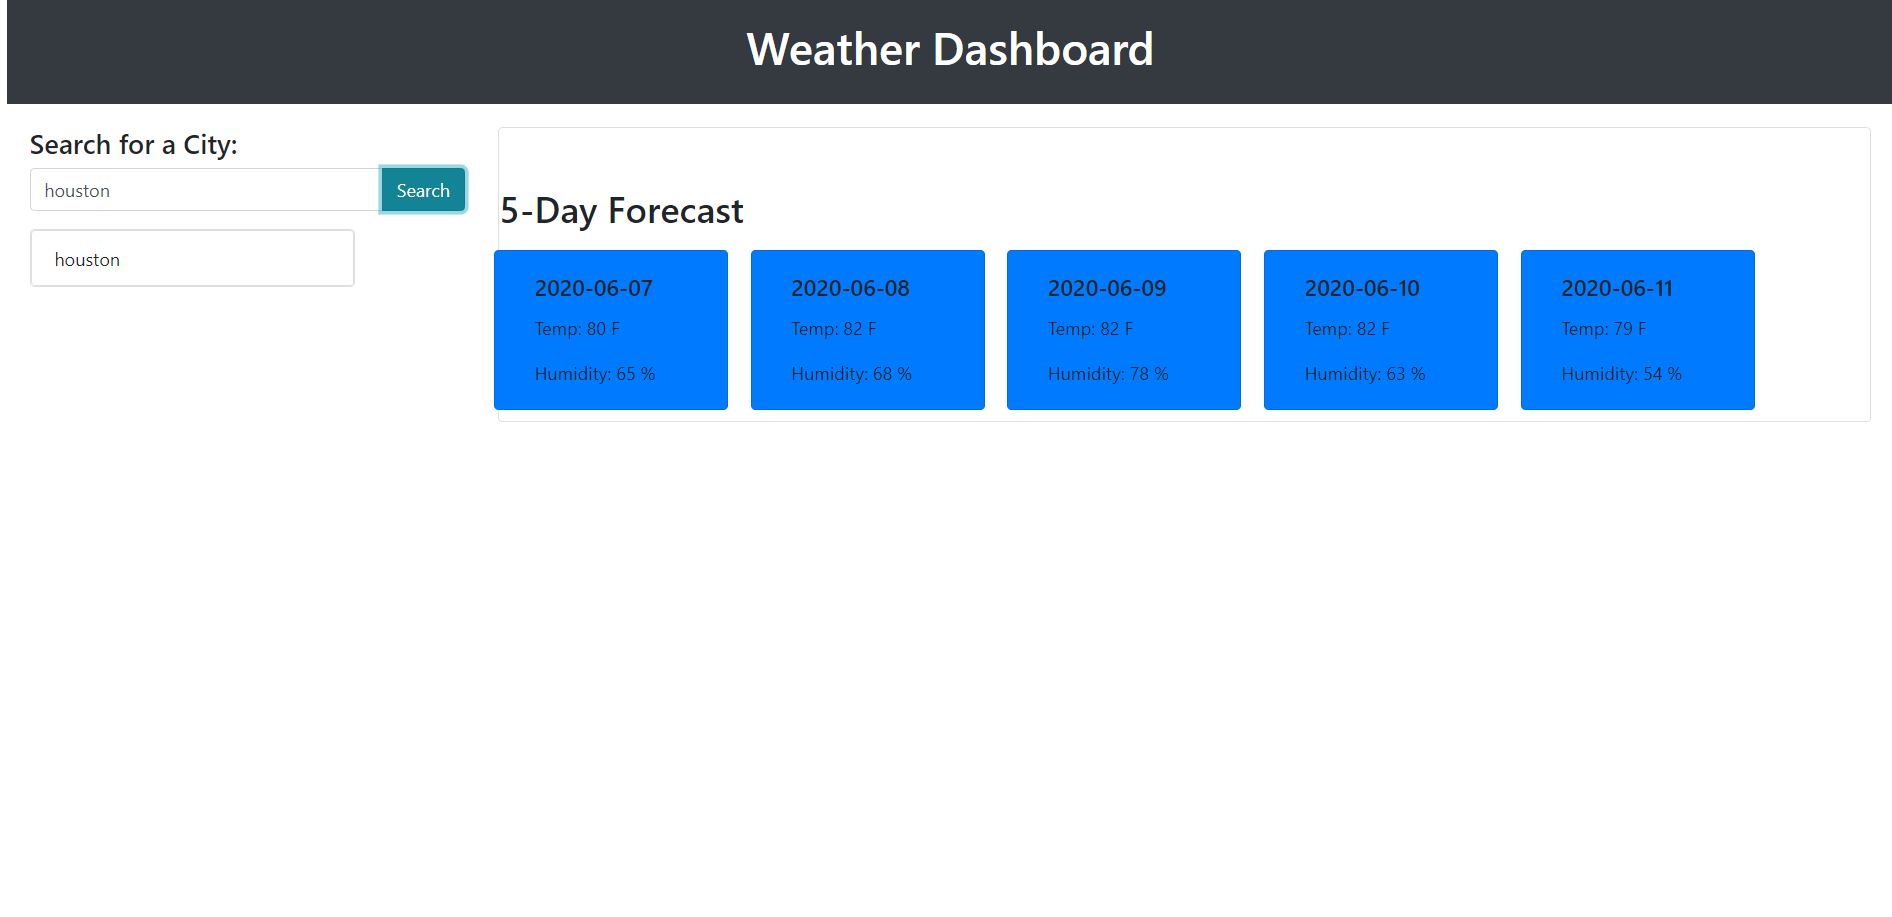 Weather Dashboard
Search for a City:
houston
Search
houston
5-Day Forecast
2020-06-07
Temp: 80 F
Humidity: 65 %
2020-06-08
Temp: 82 F
Humidity: 68 %
2020-06-09
Temp: 82 F
Humidity: 78 %
2020-06-10
Temp: 82 F
Humidity: 63 %
2020-06-11
Temp: 79 F
Humidity: 54 %